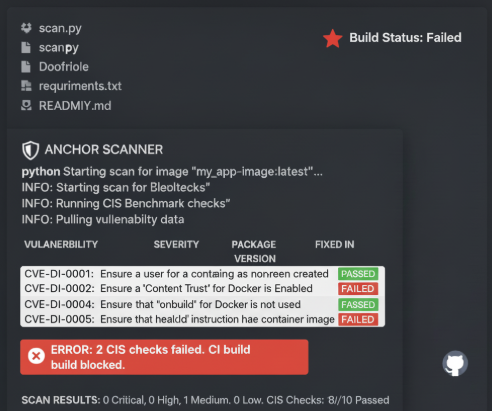 scan.py
scanpy
Doofriole
requriments.txt
READMIY.md
Build Status: Failed
ANCHOR SCANNER
python Starting scan for image "my_app-image:latest"...
INFO: Starting scan for Bleoltecks"
INFO: Running CIS Benchmark checks"
INFO: Pulling vullenabilty data
VULANERBILITY SEVERITY PACKAGE VERSION FIXED IN
CVE-DI-0001: Ensure a user for a contaiing as nonreen created PASSED
CVE-DI-0002: Ensure a "Content Trust" for Docker is Enabled FAILED
CVE-DI-0004: Ensure that "onbuild" for Docker is not used PASSED
CVE-DI-0005: Ensure that healcld' instruction hae container image FAILED
ERROR: 2 CIS checks failed. CI build
build blocked.
SCAN RESULTS: 0 Critical, 0 High, 1 Medium. 0 Low. CIS Checks: '8//10 Passed